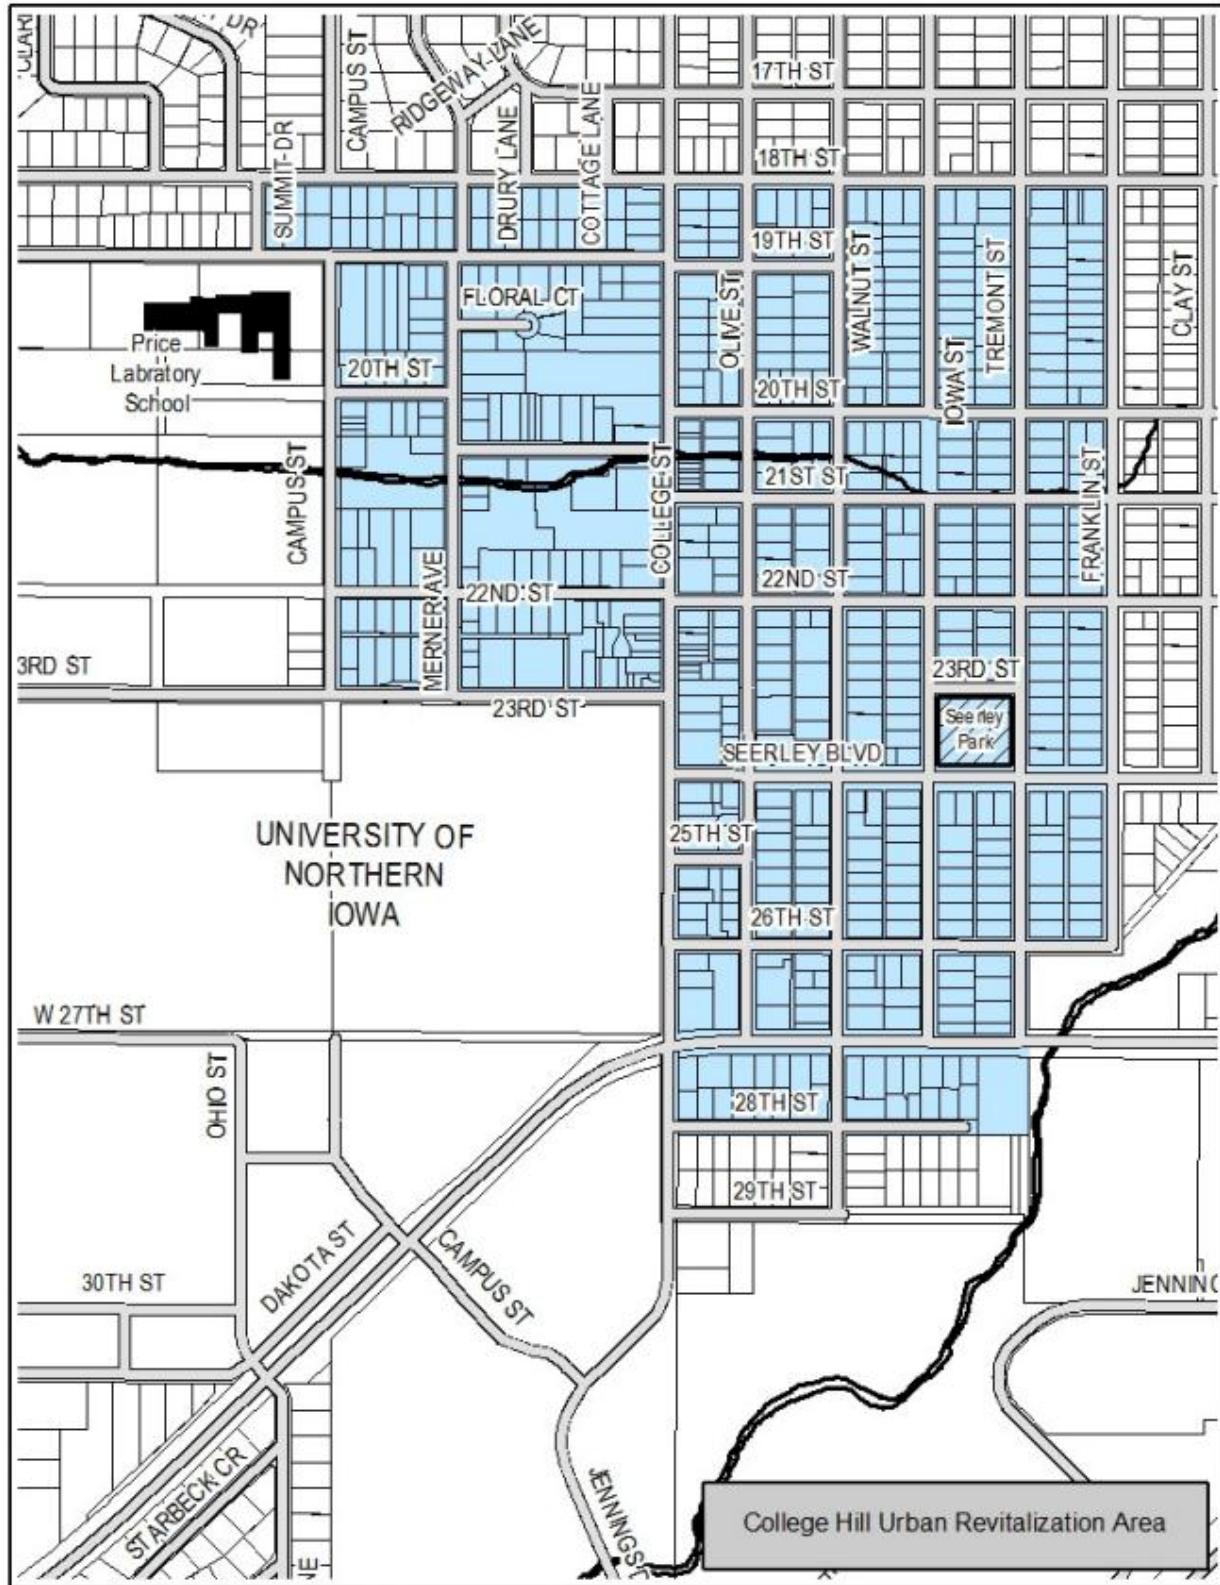 DR
17TH ST
CAMPUS ST
RIDGEWAY LANE
SUMMIT DR
DRURY LANE
COTTAGE LANE
18TH ST
19TH ST
WALNUT ST
TREMONT ST
CLAY ST
FLORAL CT
OLIVE ST
IOWA ST
Price
Labratory
School
20TH ST
20TH ST
CAMPUS ST
COLLEGE ST
21ST ST
FRANKLIN ST
MERNER AVE
22ND ST
22ND ST
3RD ST
23RD ST
23RD ST
Seerley
Park
SEERLEY BLVD
UNIVERSITY OF
NORTHERN
IOWA
25TH ST
26TH ST
W 27TH ST
OHIO ST
28TH ST
29TH ST
DAKOTA ST
CAMPUS ST
30TH ST
JENNING
STARBECK CR
JENNINGS D
NE
College Hill Urban Revitalization Area